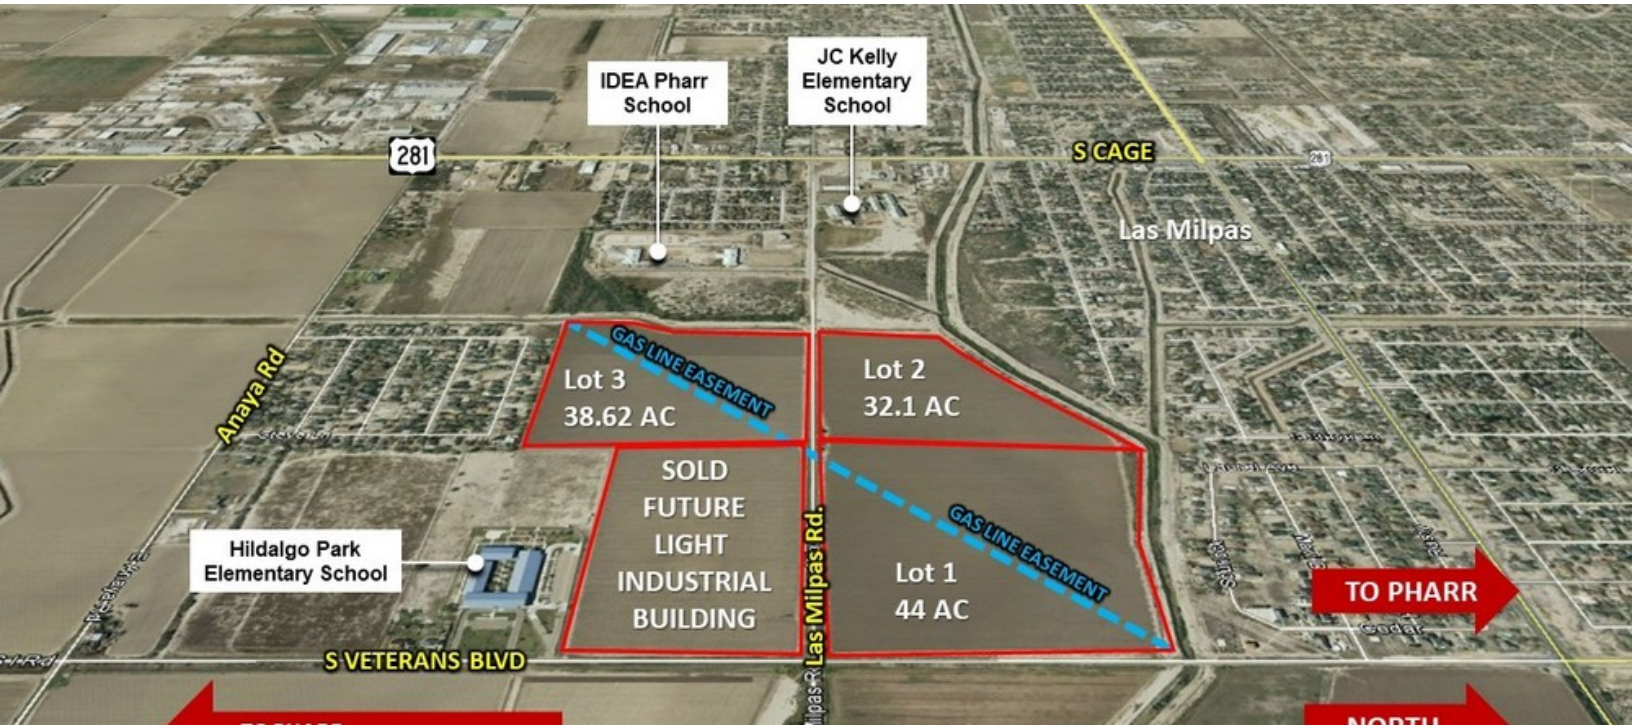 JC Kelly
Elementary
School
IDEA Pharr
School
281
S CAGE
281
Las Milpas
GAS LINE EASEMENT
Lot 3
38.62 AC
Lot 2
32.1 AC
Anaya Rd
SOLD
FUTURE
LIGHT
INDUSTRIAL
BUILDING
Las Milpas Rd.
GAS LINE EASEMENT
Lot 1
44 AC
Hildalgo Park
Elementary School
TO PHARR
Cedar
S VETERANS BLVD
NORTH